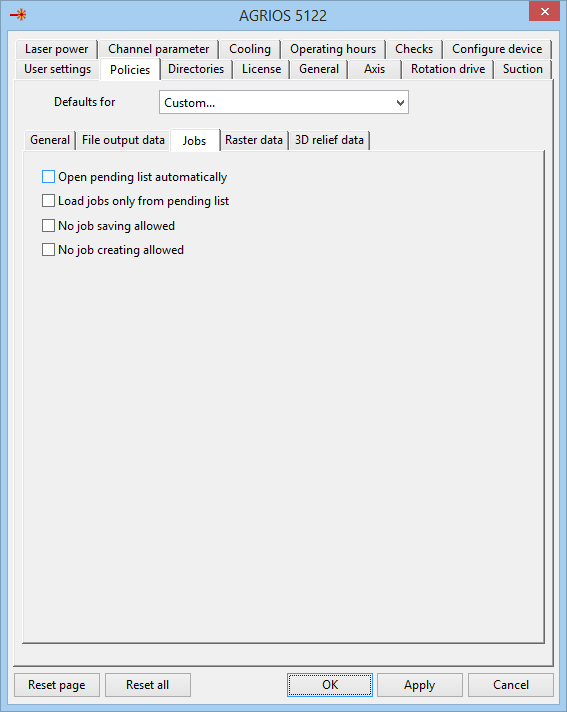 AGRIOS 5122
Laser power Channel parameter Cooling Operating hours Checks Configure device
User settings Policies Directories License General Axis Rotation drive Suction
Defaults for Custom...
General File output data Jobs Raster data 3D relief data
Open pending list automatically
Load jobs only from pending list
No job saving allowed
No job creating allowed
Reset page Reset all OK Apply Cancel